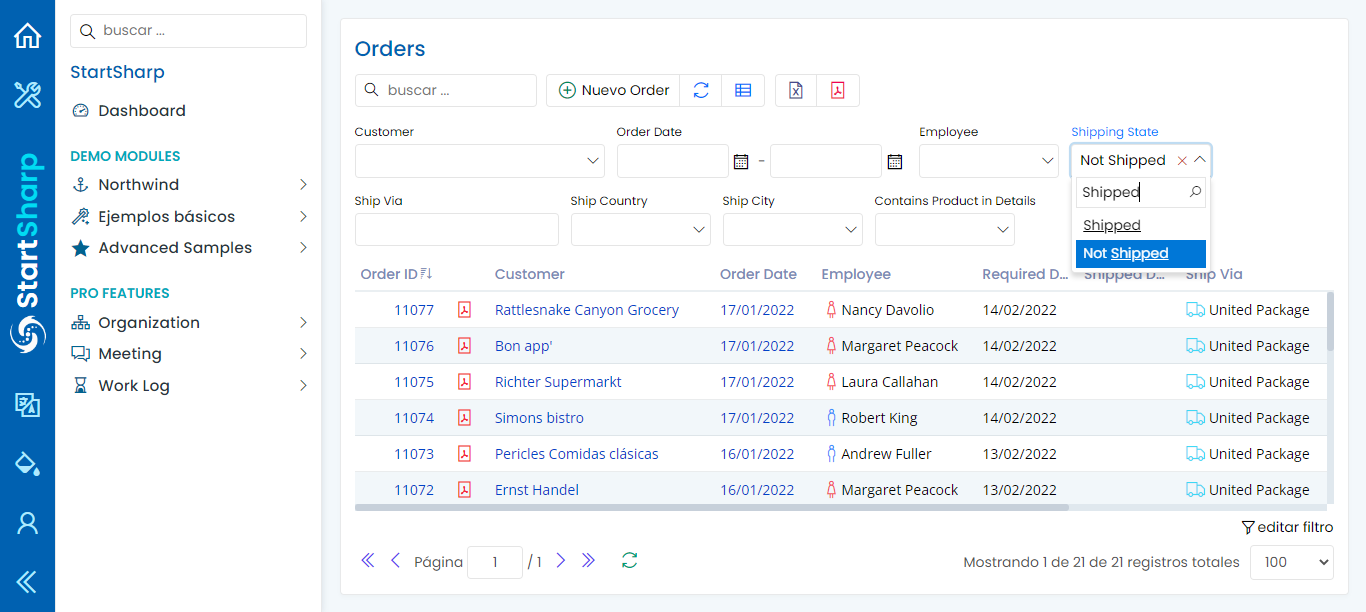 StartSharp
buscar ...
StartSharp
Dashboard
DEMO MODULES
Northwind
Ejemplos básicos
Advanced Samples
PRO FEATURES
Organization
Meeting
Work Log
Orders
buscar ...
Nuevo Order
Customer
Order Date
-
Employee
Shipping State
Not Shipped
Shipped
Shipped
Not Shipped
Ship Via
Ship Country
Ship City
Contains Product in Details
Order ID Customer Order Date Employee Required D... Shipped D... Ship Via
11077 Rattlesnake Canyon Grocery 17/01/2022 Nancy Davolio 14/02/2022 United Package
11076 Bon app' 17/01/2022 Margaret Peacock 14/02/2022 United Package
11075 Richter Supermarkt 17/01/2022 Laura Callahan 14/02/2022 United Package
11074 Simons bistro 17/01/2022 Robert King 14/02/2022 United Package
11073 Pericles Comidas clásicas 16/01/2022 Andrew Fuller 13/02/2022 United Package
11072 Ernst Handel 16/01/2022 Margaret Peacock 13/02/2022 United Package
editar filtro
Página 1 / 1
Mostrando 1 de 21 de 21 registros totales 100